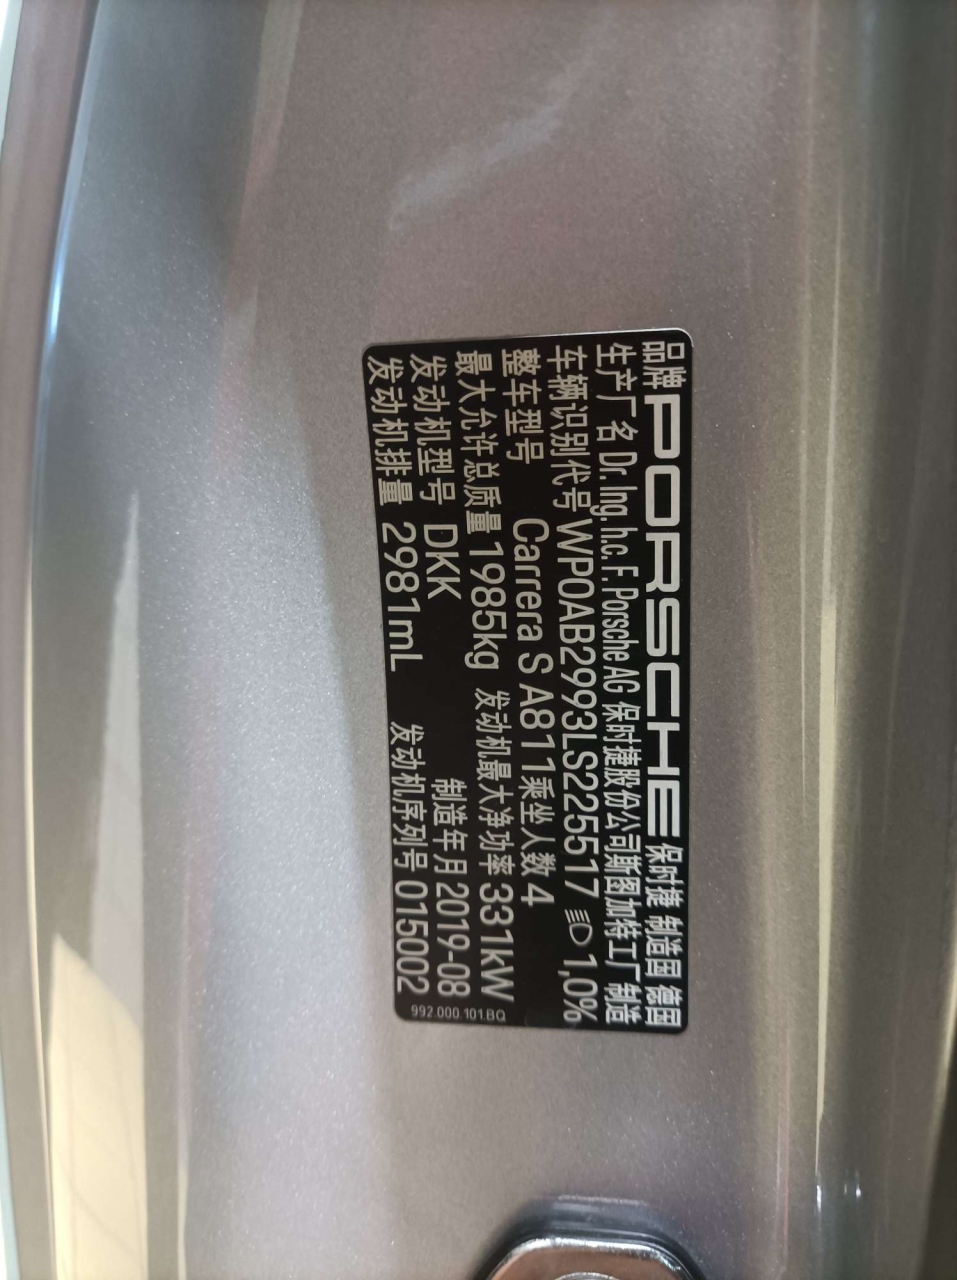 品牌 PORSCHE 保时捷 制造国 德国
生产厂名 Dr. Ing. h.c. F. Porsche AG 保时捷股份公司斯图加特工厂制造
车辆识别代号 WP0AB2993LS225517 1,0%
整车型号 Carrera S A811 乘坐人数 4
最大允许总质量 1985kg 发动机最大净功率 331kW
发动机型号 DKK 制造年月 2019-08
发动机排量 2981mL 发动机序列号 015002
992.000.101.BQ